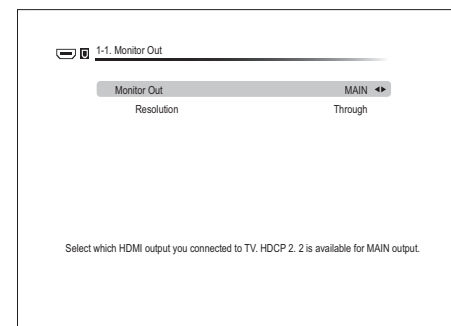 1-1. Monitor Out
Monitor Out MAIN
Resolution Through
Select which HDMI output you connected to TV. HDCP 2. 2 is available for MAIN output.